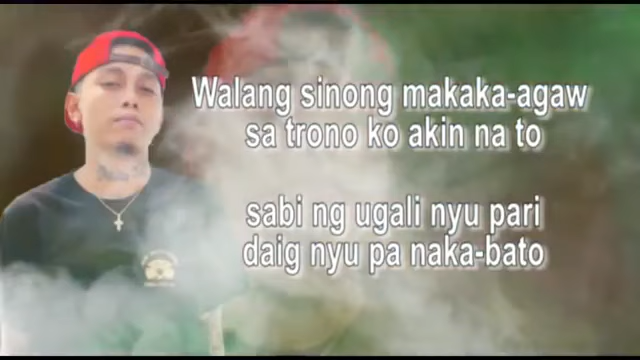 Walang sinong makaka-agaw
sa trono ko akin na to
sabi ng ugali nyu pari
daig nyu pa naka-bato